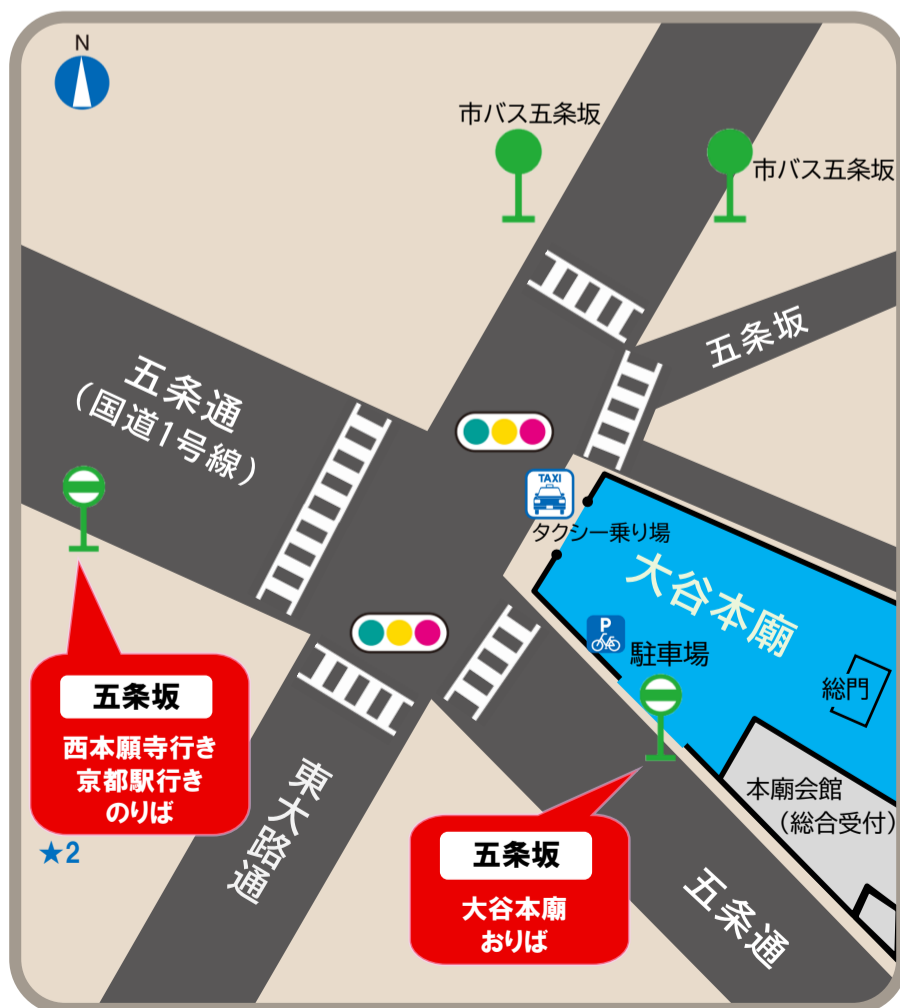 N
市バス五条坂
市バス五条坂
五条坂
五条通
（国道1号線）
TAXI
タクシー乗り場
大谷本廟
P
駐車場
総門
五条坂
西本願寺行き
京都駅行き
のりば
★2
東大路通
本廟会館
（総合受付）
五条坂
大谷本廟
おりば
五条通